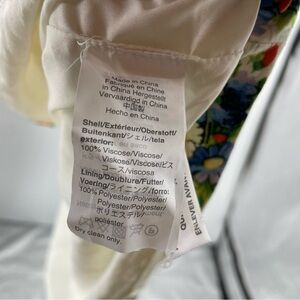 Made in China
Fabriqué en Chine
in China Hergestellt
Vervaardigd in China
中国製
Hecho en China
Shell/Extérieur/Oberstoff/
Buitenkant/シェル/tela
exterior:
100% Viscose/Viscose/
Viskose/Viscose/ビス
コース/viscosa
Lining/Doublure/Futter/
Voering/ライニング/forro:
100% Polyester/Polyester/
Polyester/Polyester/
ポリエステル/
poliéster
Dry clean only.